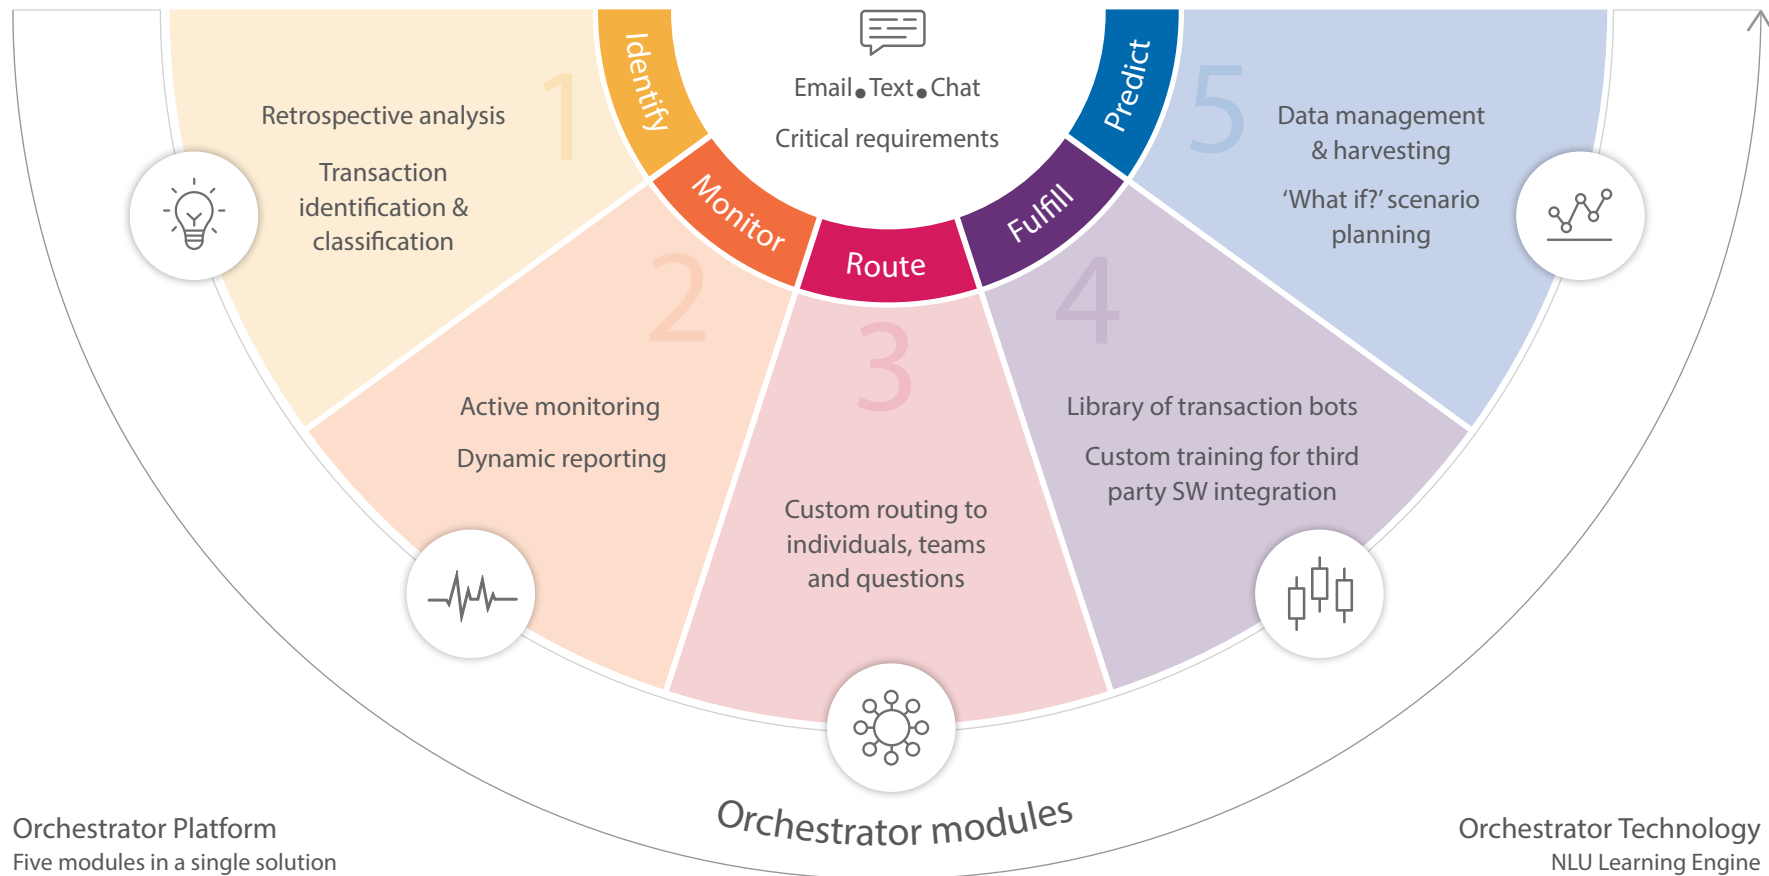 Email • Text • Chat
Critical requirements
Identify
1
Retrospective analysis
Transaction
identification &
classification
Monitor
2
Active monitoring
Dynamic reporting
Route
3
Custom routing to
individuals, teams
and questions
Fulfill
4
Library of transaction bots
Custom training for third
party SW integration
Predict
5
Data management
& harvesting
‘What if?’ scenario
planning
Orchestrator modules
Orchestrator Platform
Five modules in a single solution
Orchestrator Technology
NLU Learning Engine